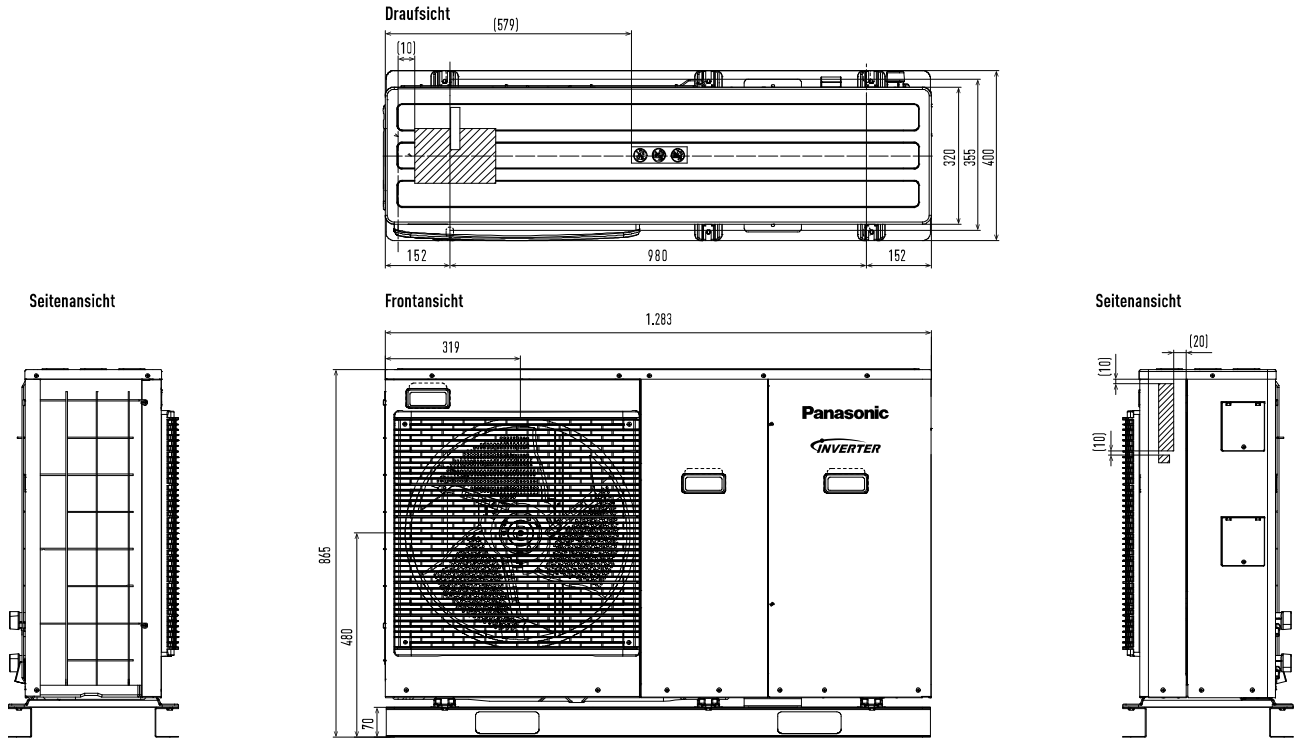 Draufsicht
(579)
(10)
320
355
400
152
980
152
Seitenansicht
Frontansicht
Seitenansicht
1.283
319
(20)
(10)
Panasonic
INVERTER
(10)
865
480
70